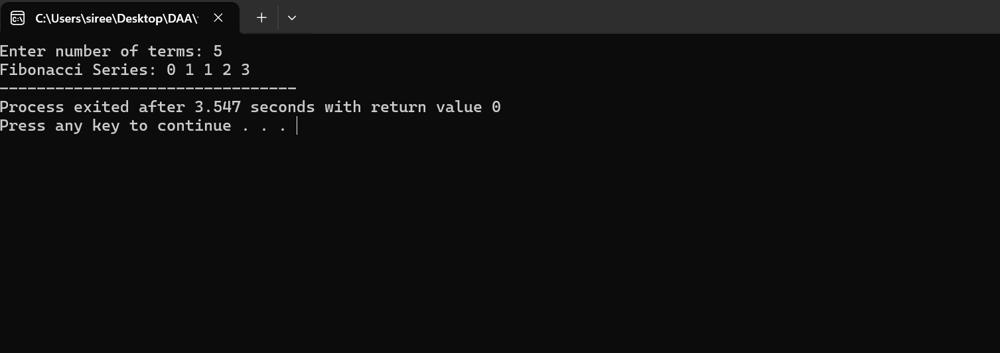 C:\Users\siree\Desktop\DAA\
Enter number of terms: 5
Fibonacci Series: 0 1 1 2 3
--------------------------------
Process exited after 3.547 seconds with return value 0
Press any key to continue . . .